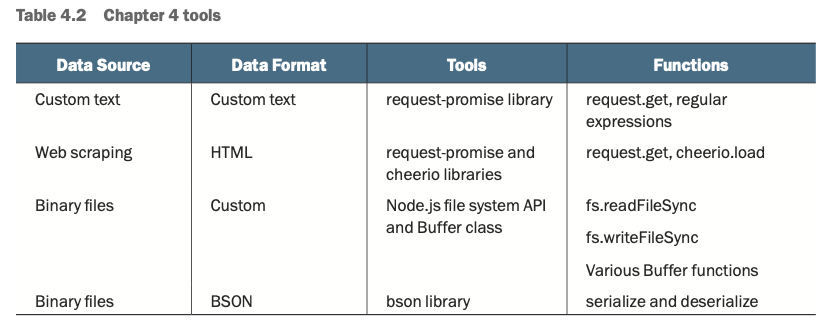 Table 4.2 Chapter 4 tools
Data Source Data Format Tools Functions
Custom text Custom text request-promise library request.get, regular
expressions
Web scraping HTML request-promise and request.get, cheerio.load
cheerio libraries
Binary files Custom Node.js file system API fs.readFileSync
and Buffer class
fs.writeFileSync
Various Buffer functions
Binary files BSON bson library serialize and deserialize